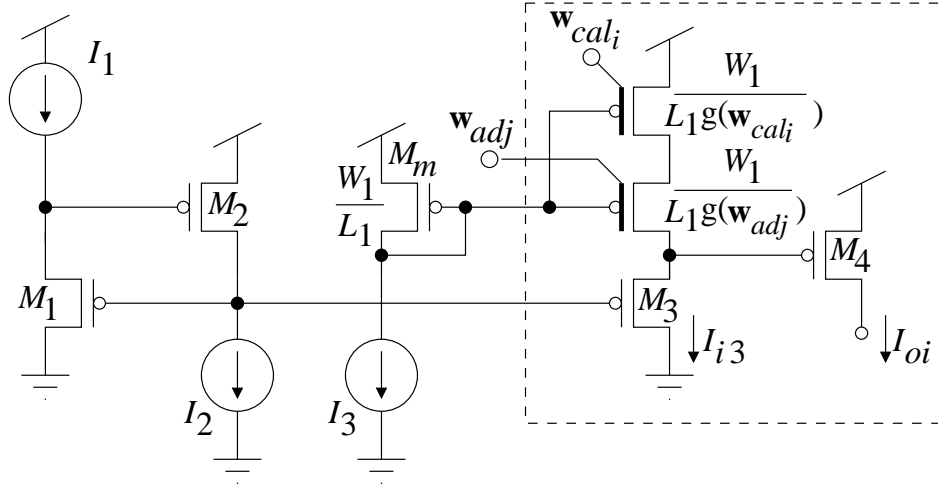 I1
M2
M1
I2
Mm
W1
L1
I3
wcali
wadj
W1
L1g(wcali)
W1
L1g(wadj)
M3
M4
Ii3
Ioi